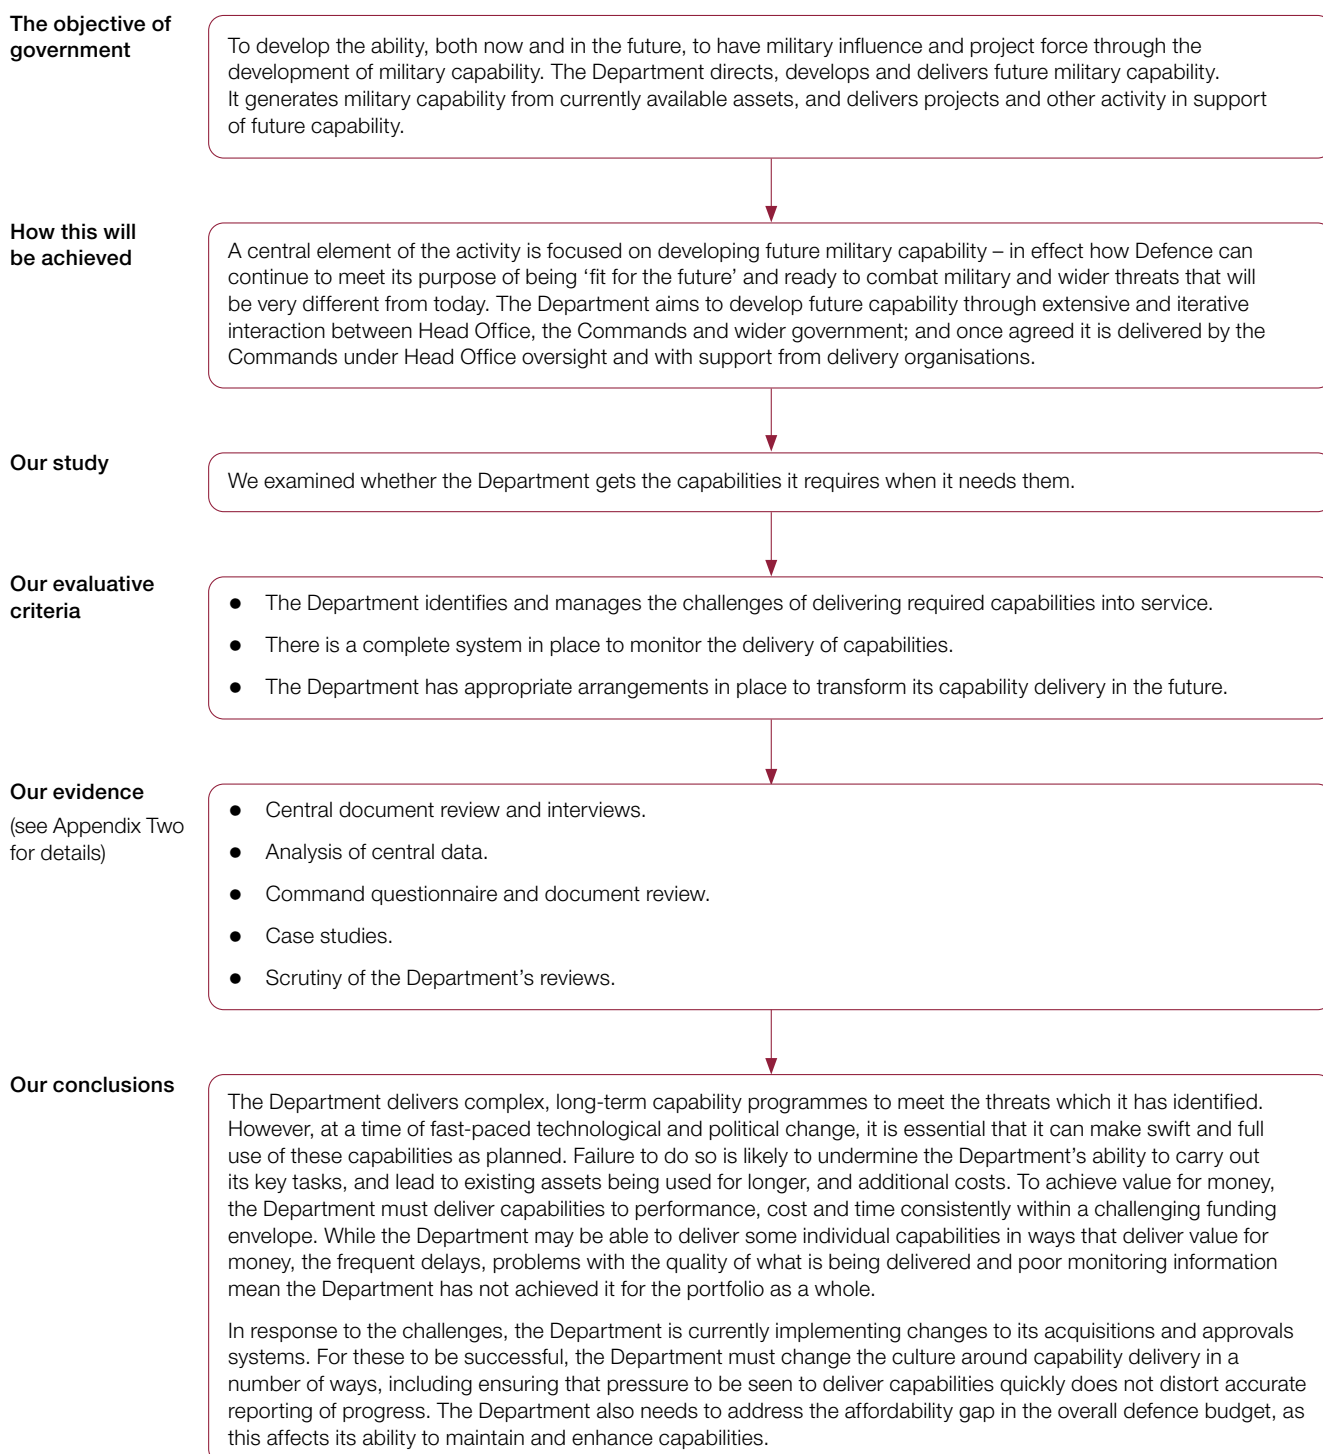 The objective of
government
To develop the ability, both now and in the future, to have military influence and project force through the
development of military capability. The Department directs, develops and delivers future military capability.
It generates military capability from currently available assets, and delivers projects and other activity in support
of future capability.
How this will
be achieved
A central element of the activity is focused on developing future military capability – in effect how Defence can
continue to meet its purpose of being ‘fit for the future’ and ready to combat military and wider threats that will
be very different from today. The Department aims to develop future capability through extensive and iterative
interaction between Head Office, the Commands and wider government; and once agreed it is delivered by the
Commands under Head Office oversight and with support from delivery organisations.
Our study
We examined whether the Department gets the capabilities it requires when it needs them.
Our evaluative
criteria
● The Department identifies and manages the challenges of delivering required capabilities into service.
● There is a complete system in place to monitor the delivery of capabilities.
● The Department has appropriate arrangements in place to transform its capability delivery in the future.
Our evidence
(see Appendix Two
for details)
● Central document review and interviews.
● Analysis of central data.
● Command questionnaire and document review.
● Case studies.
● Scrutiny of the Department’s reviews.
Our conclusions
The Department delivers complex, long-term capability programmes to meet the threats which it has identified.
However, at a time of fast-paced technological and political change, it is essential that it can make swift and full
use of these capabilities as planned. Failure to do so is likely to undermine the Department’s ability to carry out
its key tasks, and lead to existing assets being used for longer, and additional costs. To achieve value for money,
the Department must deliver capabilities to performance, cost and time consistently within a challenging funding
envelope. While the Department may be able to deliver some individual capabilities in ways that deliver value for
money, the frequent delays, problems with the quality of what is being delivered and poor monitoring information
mean the Department has not achieved it for the portfolio as a whole.
In response to the challenges, the Department is currently implementing changes to its acquisitions and approvals
systems. For these to be successful, the Department must change the culture around capability delivery in a
number of ways, including ensuring that pressure to be seen to deliver capabilities quickly does not distort accurate
reporting of progress. The Department also needs to address the affordability gap in the overall defence budget, as
this affects its ability to maintain and enhance capabilities.